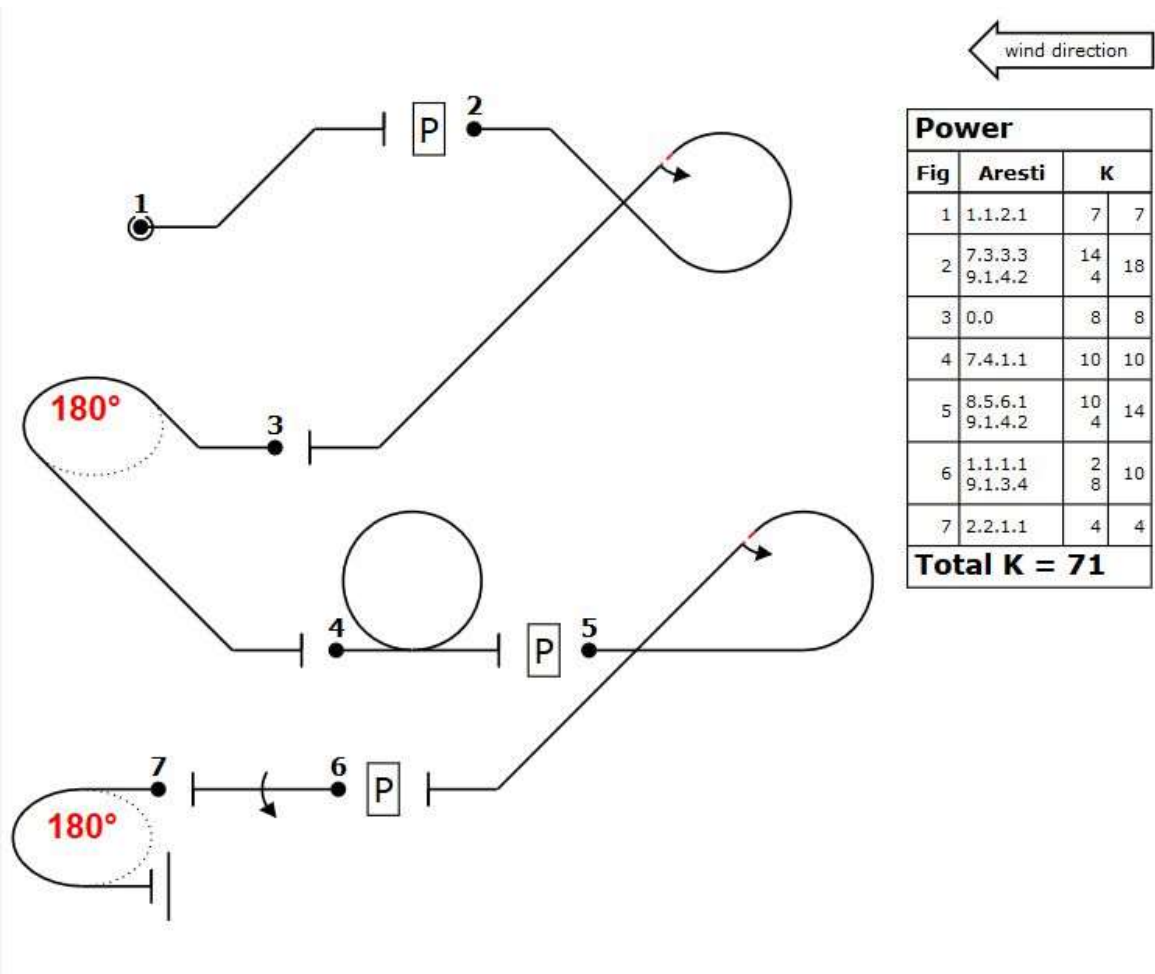 wind direction
2
P
1
Power
Fig Aresti K
1 1.1.2.1 7 7
2 7.3.3.3 14 18
9.1.4.2 4
3 0.0 8 8
4 7.4.1.1 10 10
5 8.5.6.1 10 14
9.1.4.2 4
6 1.1.1.1 2 10
9.1.3.4 8
7 2.2.1.1 4 4
Total K = 71
180°
3
4
P
5
7
6
P
180°